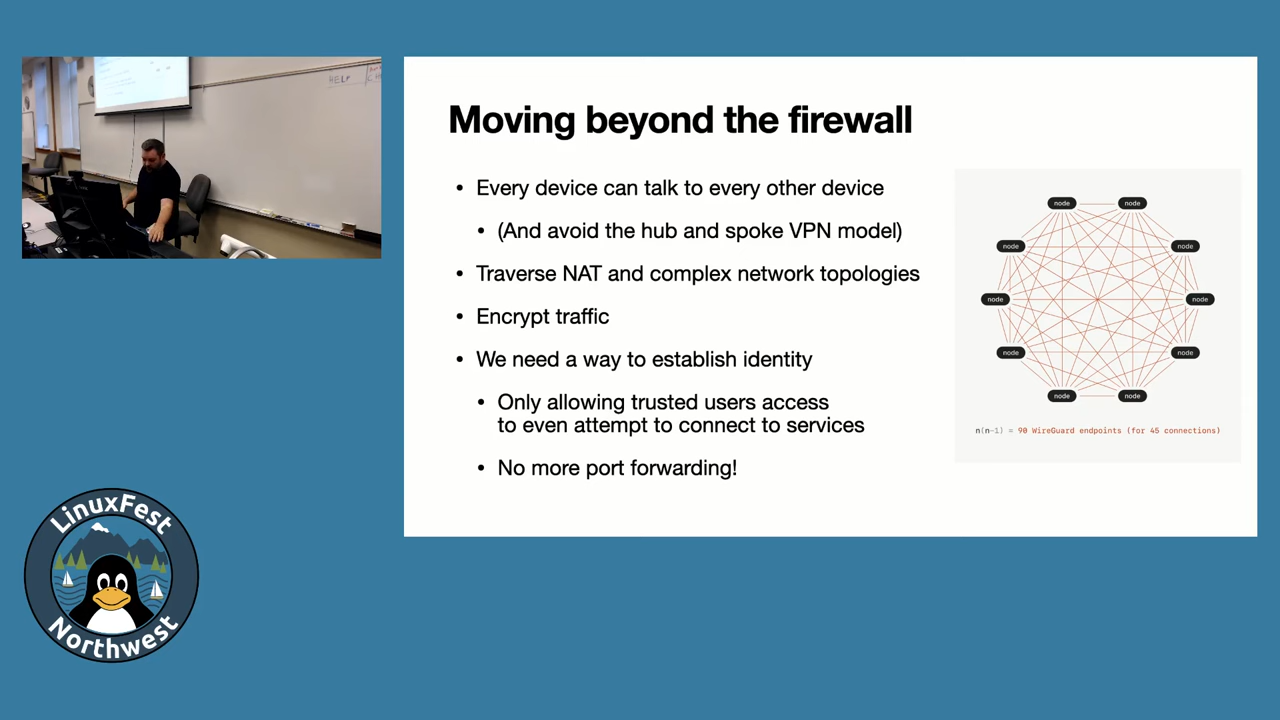 HELP
Moving beyond the firewall
• Every device can talk to every other device
• (And avoid the hub and spoke VPN model)
• Traverse NAT and complex network topologies
• Encrypt traffic
• We need a way to establish identity
• Only allowing trusted users access
to even attempt to connect to services
• No more port forwarding!
node node
node node
node node
node node
node node
n(n-1) = 90 WireGuard endpoints (for 45 connections)
LinuxFest
Northwest